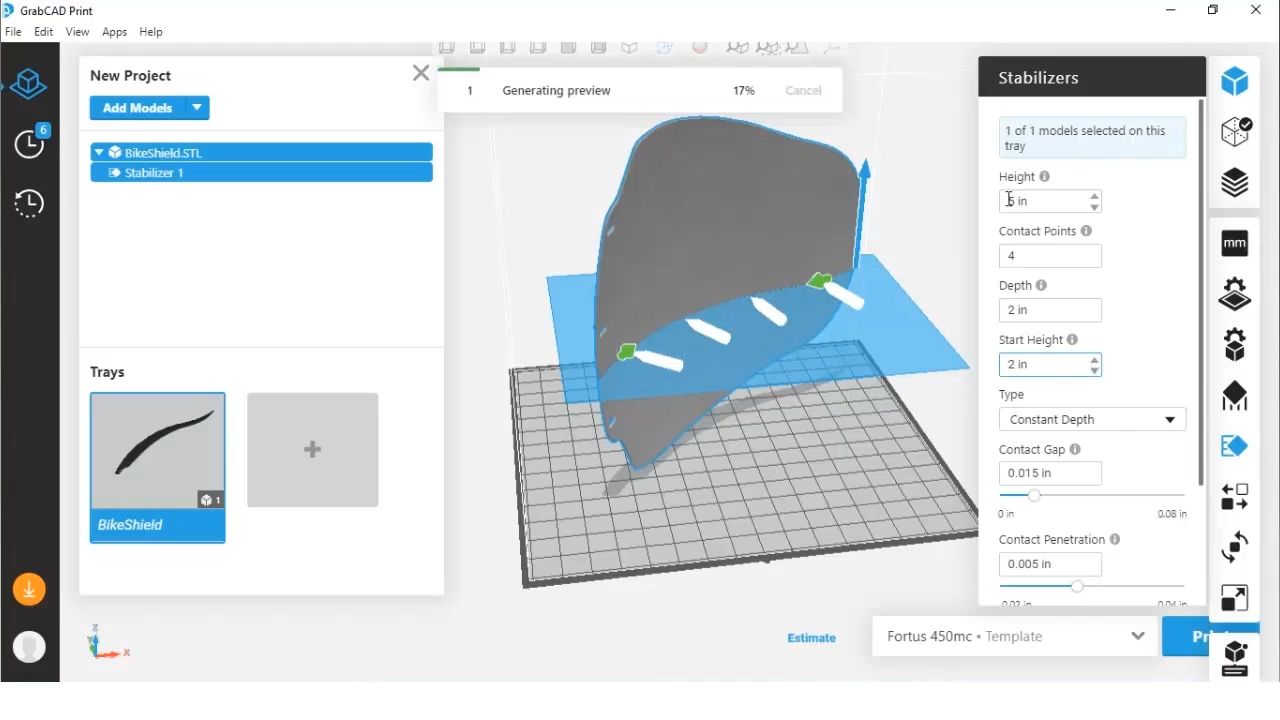 GrabCAD Print
File Edit View Apps Help
6
New Project
Add Models
BikeShield.STL
Stabilizer 1
Trays
1
BikeShield
1 Generating preview 17% Cancel
Z
X
Estimate
Fortus 450mc • Template
Stabilizers
1 of 1 models selected on this
tray
Height
in
Contact Points
4
Depth
2 in
Start Height
2 in
Type
Constant Depth
Contact Gap
0.015 in
0 in 0.08 in
Contact Penetration
0.005 in
mm